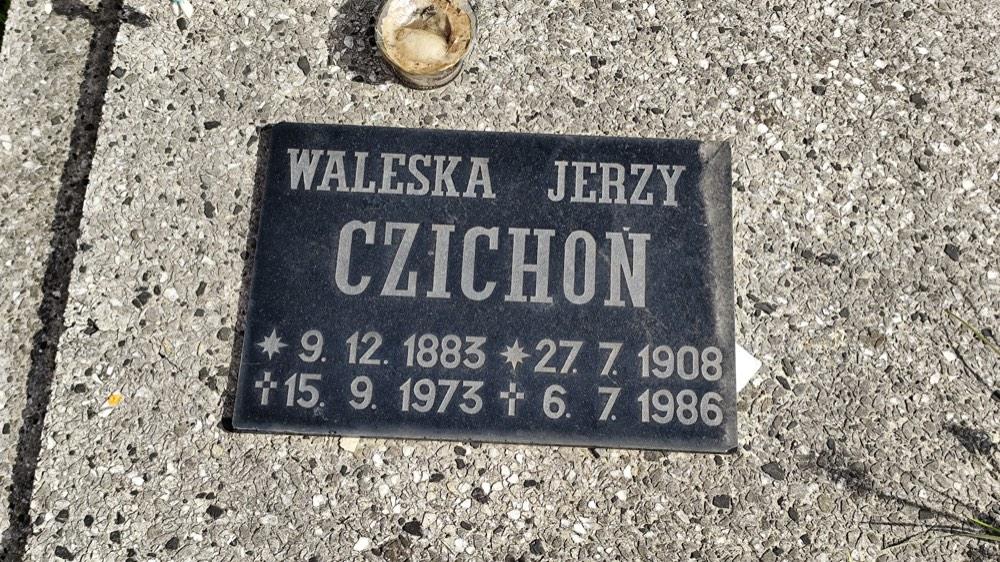 WALESKA JERZY
CZICHOŃ
* 9. 12. 1883 * 27. 7. 1908
† 15. 9. 1973 † 6. 7. 1986